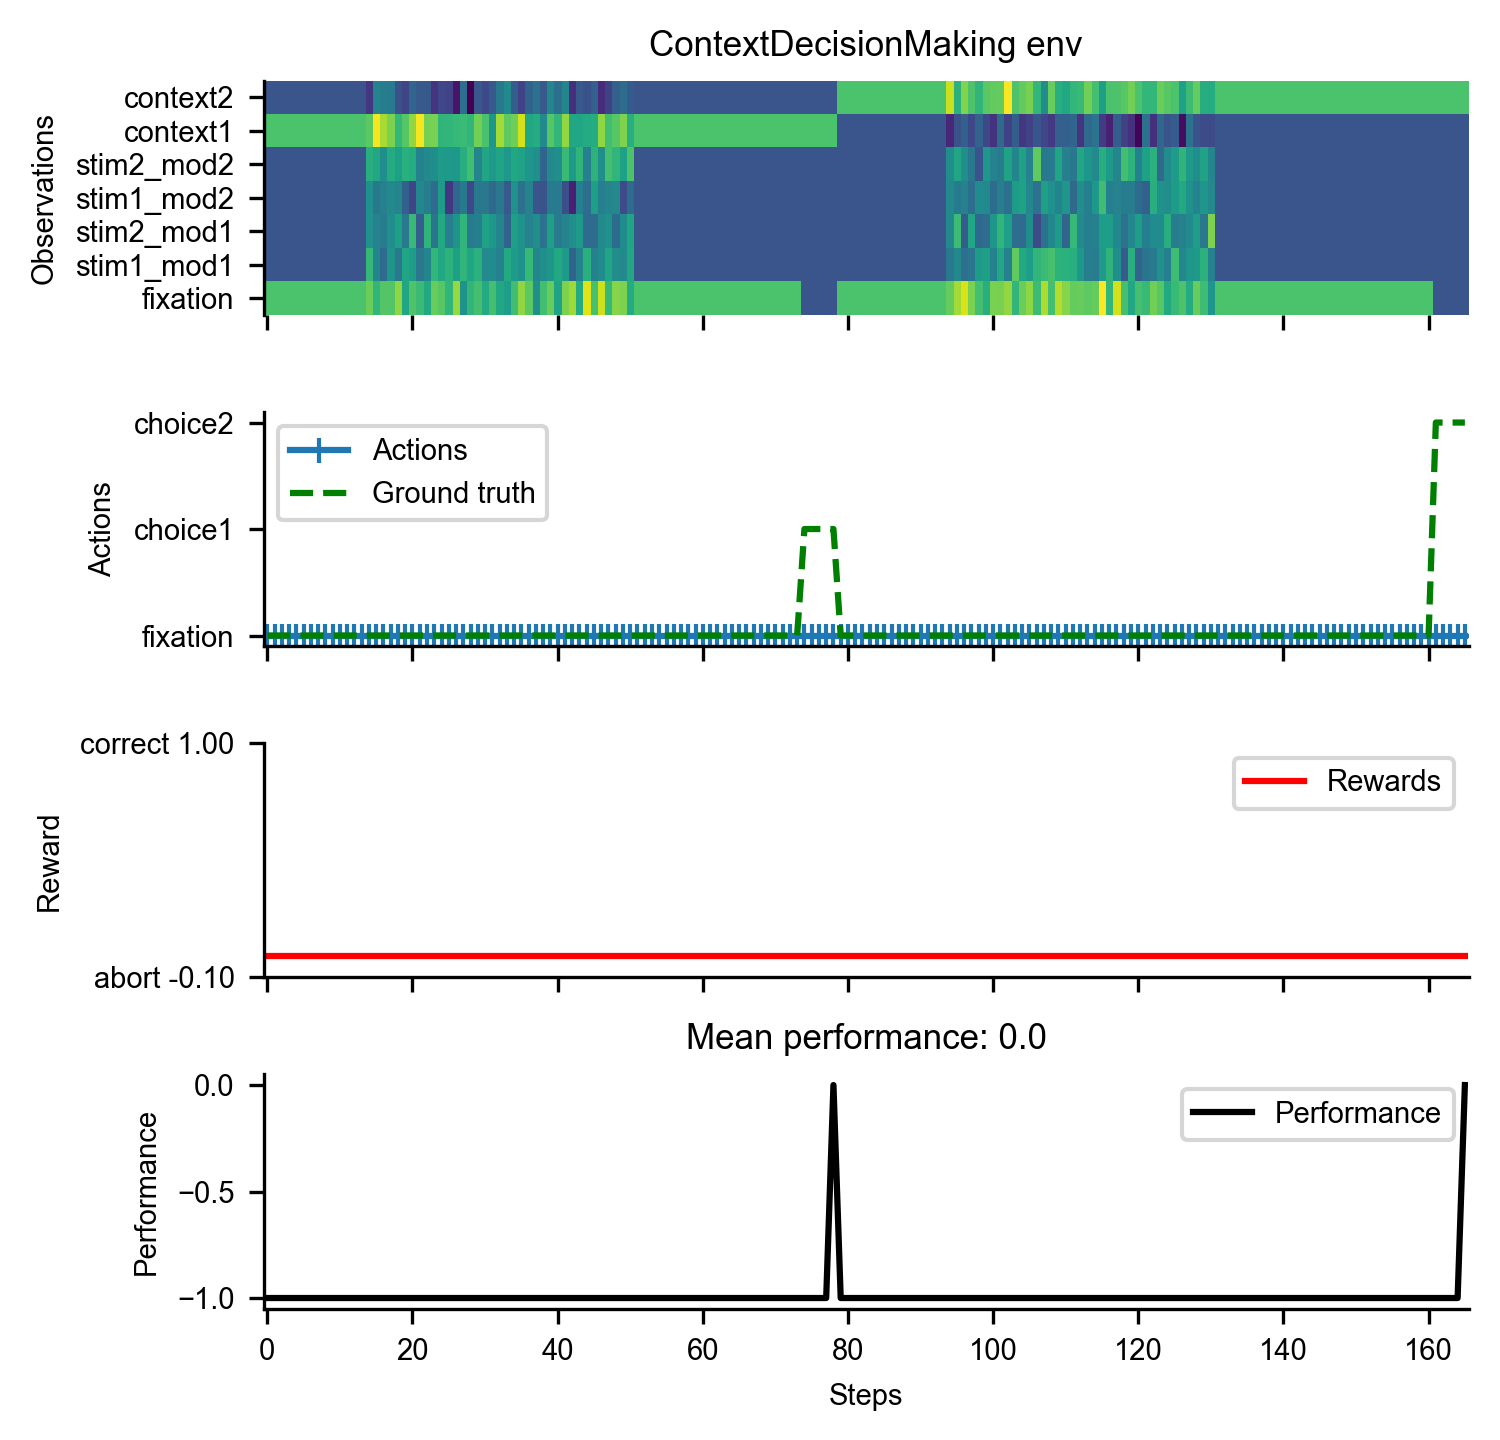 ContextDecisionMaking env
Observations
context2
context1
stim2_mod2
stim1_mod2
stim2_mod1
stim1_mod1
fixation
Actions
choice2
choice1
fixation
Actions
Ground truth
Reward
correct 1.00
abort -0.10
Rewards
Mean performance: 0.0
Performance
0.0
−0.5
−1.0
Performance
0 20 40 60 80 100 120 140 160
Steps